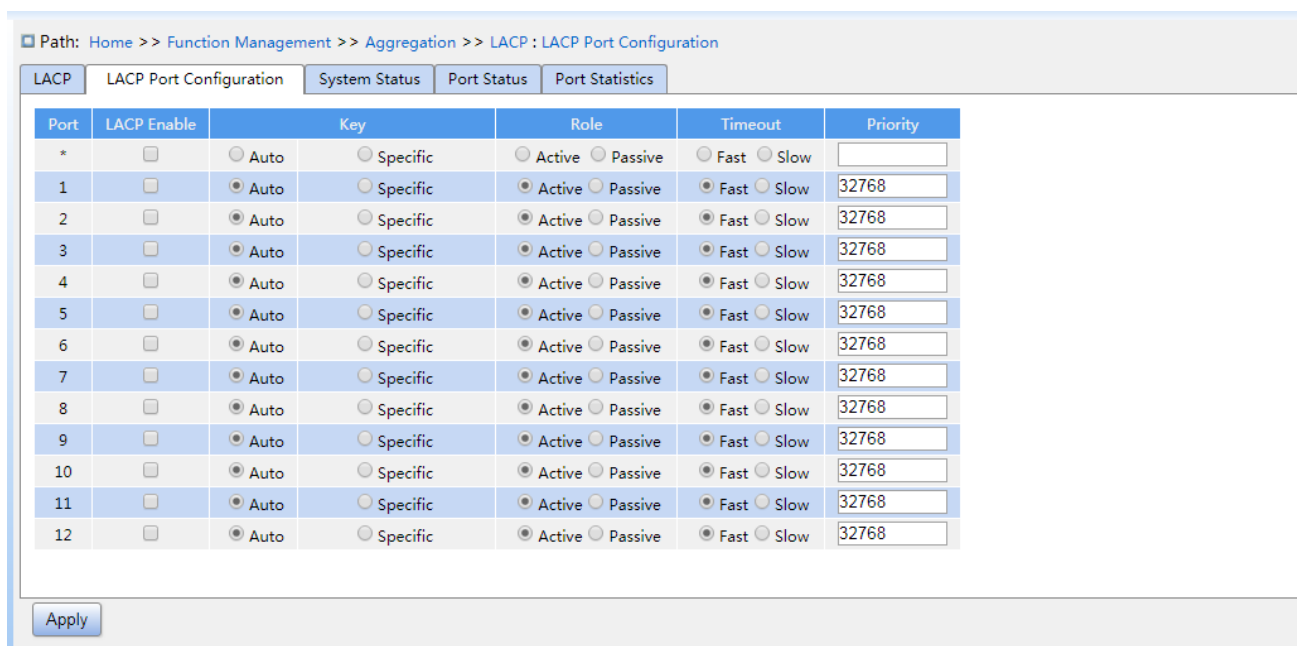 Path: Home >> Function Management >> Aggregation >> LACP : LACP Port Configuration
LACP LACP Port Configuration System Status Port Status Port Statistics
Port LACP Enable Key Role Timeout Priority
* Auto Specific Active Passive Fast Slow
1 Auto Specific Active Passive Fast Slow 32768
2 Auto Specific Active Passive Fast Slow 32768
3 Auto Specific Active Passive Fast Slow 32768
4 Auto Specific Active Passive Fast Slow 32768
5 Auto Specific Active Passive Fast Slow 32768
6 Auto Specific Active Passive Fast Slow 32768
7 Auto Specific Active Passive Fast Slow 32768
8 Auto Specific Active Passive Fast Slow 32768
9 Auto Specific Active Passive Fast Slow 32768
10 Auto Specific Active Passive Fast Slow 32768
11 Auto Specific Active Passive Fast Slow 32768
12 Auto Specific Active Passive Fast Slow 32768
Apply